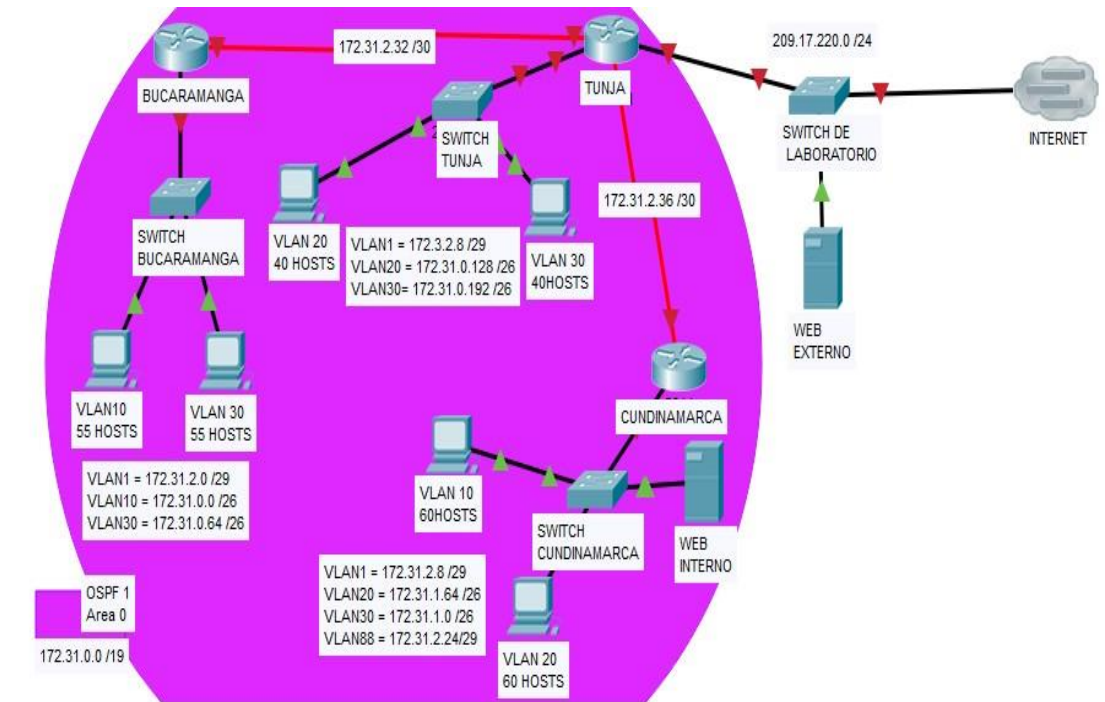 172.31.2.32 /30
209.17.220.0 /24
BUCARAMANGA
TUNJA
SWITCH
TUNJA
SWITCH DE
LABORATORIO
INTERNET
172.31.2.36 /30
SWITCH
BUCARAMANGA
VLAN 20
40 HOSTS
VLAN1 = 172.3.2.8 /29
VLAN20 = 172.31.0.128 /26
VLAN30= 172.31.0.192 /26
VLAN 30
40HOSTS
WEB
EXTERNO
VLAN10
55 HOSTS
VLAN 30
55 HOSTS
CUNDINAMARCA
VLAN1 = 172.31.2.0 /29
VLAN10 = 172.31.0.0 /26
VLAN30 = 172.31.0.64 /26
VLAN 10
60HOSTS
SWITCH
CUNDINAMARCA
WEB
INTERNO
VLAN1 = 172.31.2.8 /29
VLAN20 = 172.31.1.64 /26
VLAN30 = 172.31.1.0 /26
VLAN88 = 172.31.2.24/29
OSPF 1
Area 0
172.31.0.0 /19
VLAN 20
60 HOSTS